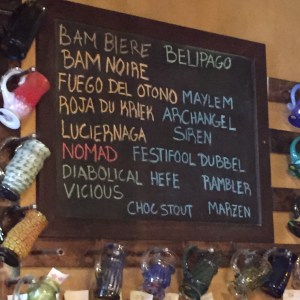 BAM BIERE BELIPAGO
BAM NOIRE
FUEGO DEL OTONO MAYLEM
ROJA DU KRIEK ARCHANGEL
LUCIERNAGA SIREN
NOMAD FESTIFOOL DUBBEL
DIABOLICAL HEFE RAMBLER
VICIOUS
CHOC STOUT MARZEN